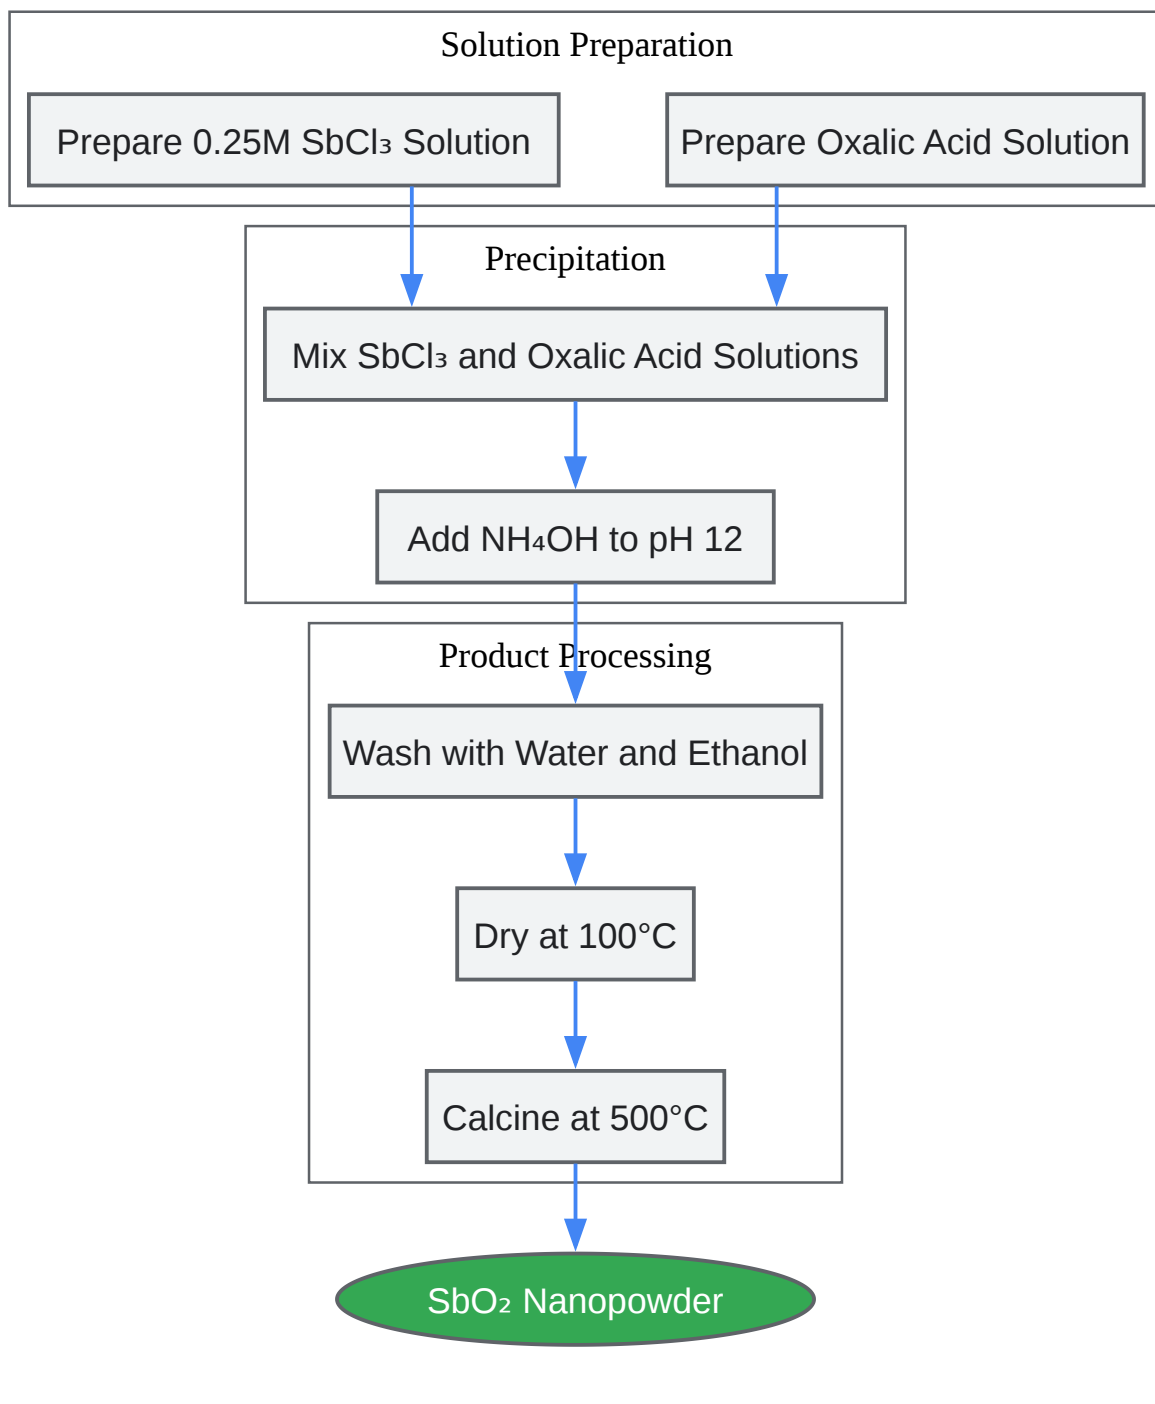 Solution Preparation
Prepare 0.25M SbCl₃ Solution
Prepare Oxalic Acid Solution
Precipitation
Mix SbCl₃ and Oxalic Acid Solutions
Add NH₄OH to pH 12
Product Processing
Wash with Water and Ethanol
Dry at 100°C
Calcine at 500°C
SbO₂ Nanopowder